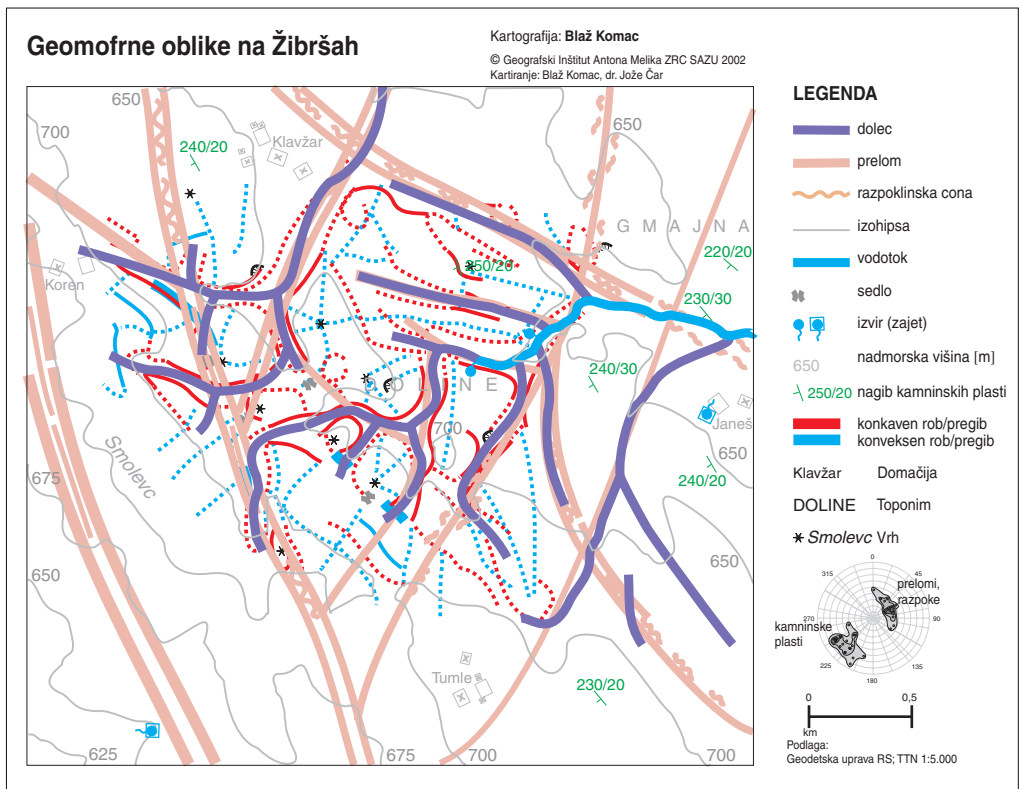 Geomofrne oblike na Žibršah
Kartografija: Blaž Komac
© Geografski Inštitut Antona Melika ZRC SAZU 2002
Kartiranje: Blaž Komac, dr. Jože Čar
650
700
240/20
Klavžar
650
GMAJNA
220/20
250/20
Koren
230/30
240/30
DOLINE
Janeš
700
650
Smolevc
675
240/20
650
650
Tumle
230/20
625
675
700
700
LEGENDA
dolec
prelom
razpoklinska cona
izohipsa
vodotok
sedlo
izvir (zajet)
650 nadmorska višina [m]
250/20 nagib kamninskih plasti
konkaven rob/pregib
konveksen rob/pregib
Klavžar Domačija
DOLINE Toponim
Smolevc Vrh
0
315
45
prelomi,
razpoke
270
90
kamninske
plasti
225
135
180
0 0,5
km
Podlaga:
Geodetska uprava RS; TTN 1:5.000